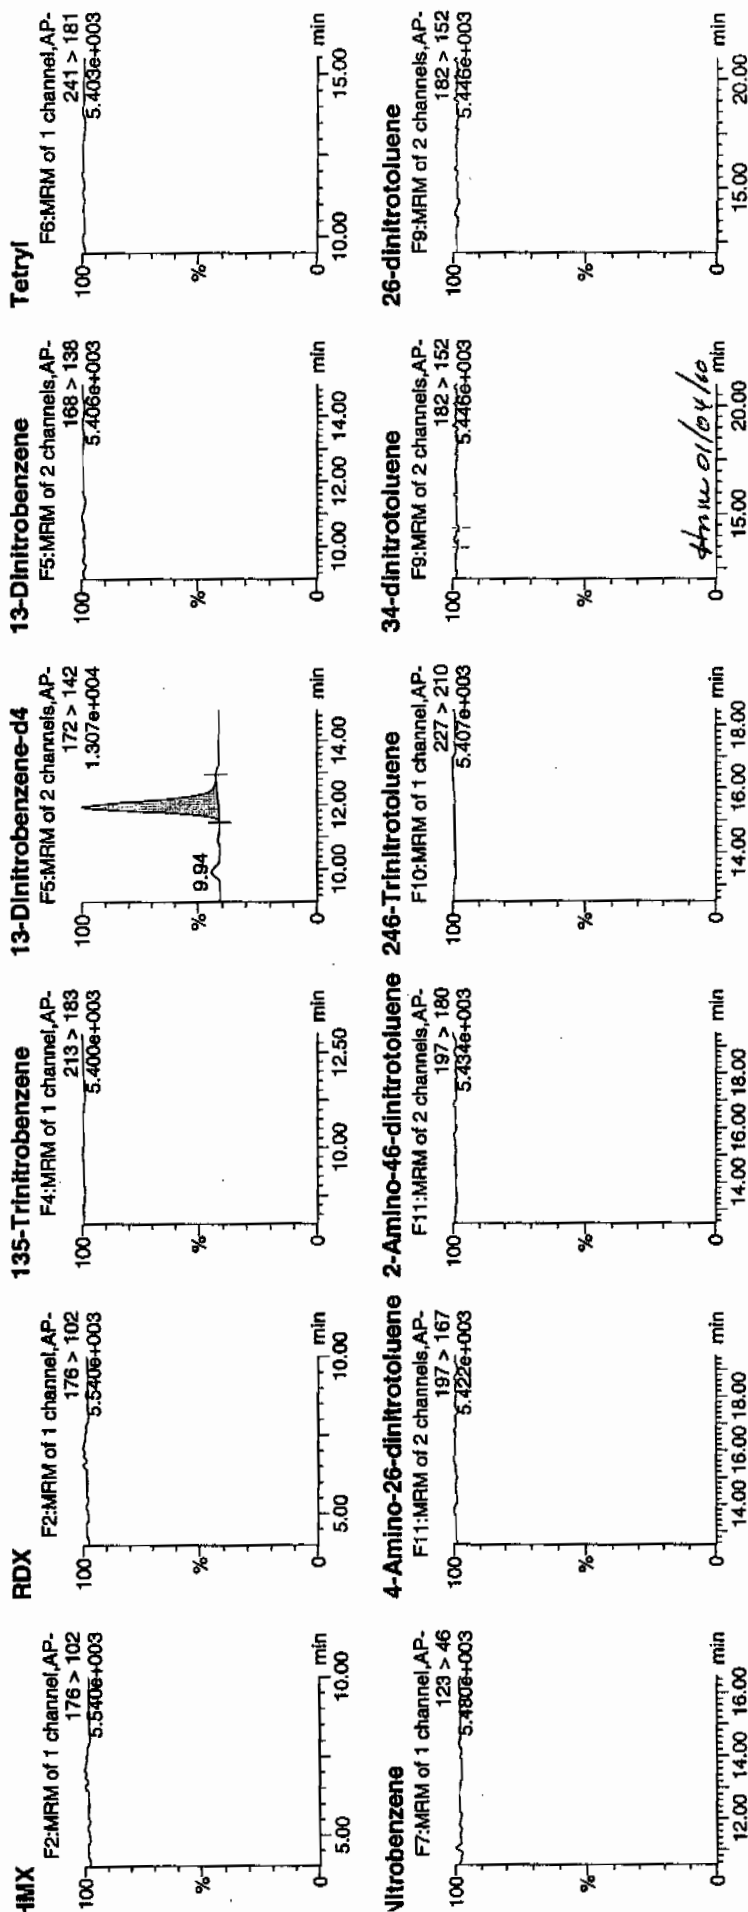 HMX
F2:MRM of 1 channel,AP-
176 > 102
5.540e+003
100
%
0
5.00 10.00 min
RDX
F2:MRM of 1 channel,AP-
176 > 102
5.540e+003
100
%
0
5.00 10.00 min
135-Trinitrobenzene
F4:MRM of 1 channel,AP-
213 > 183
5.400e+003
100
%
0
10.00 12.50 min
13-Dinitrobenzene-d4
F5:MRM of 2 channels,AP-
172 > 142
1.307e+004
100
9.94
%
0
10.00 12.00 14.00 min
13-Dinitrobenzene
F5:MRM of 2 channels,AP-
168 > 138
5.406e+003
100
%
0
10.00 12.00 14.00 min
Tetryl
F6:MRM of 1 channel,AP-
241 > 181
5.403e+003
100
%
0
10.00 15.00 min
Nitrobenzene
F7:MRM of 1 channel,AP-
123 > 46
5.480e+003
100
%
0
12.00 14.00 16.00 min
4-Amino-26-dinitrotoluene
F11:MRM of 2 channels,AP-
197 > 167
5.422e+003
100
%
0
14.00 16.00 18.00 min
2-Amino-46-dinitrotoluene
F11:MRM of 2 channels,AP-
197 > 180
5.434e+003
100
%
0
14.00 16.00 18.00 min
246-Trinitrotoluene
F10:MRM of 1 channel,AP-
227 > 210
5.407e+003
100
%
0
14.00 16.00 18.00 min
34-dinitrotoluene
F9:MRM of 2 channels,AP-
182 > 152
5.446e+003
100
%
01/04/10
0
15.00 20.00 min
26-dinitrotoluene
F9:MRM of 2 channels,AP-
182 > 152
5.446e+003
100
%
0
15.00 20.00 min